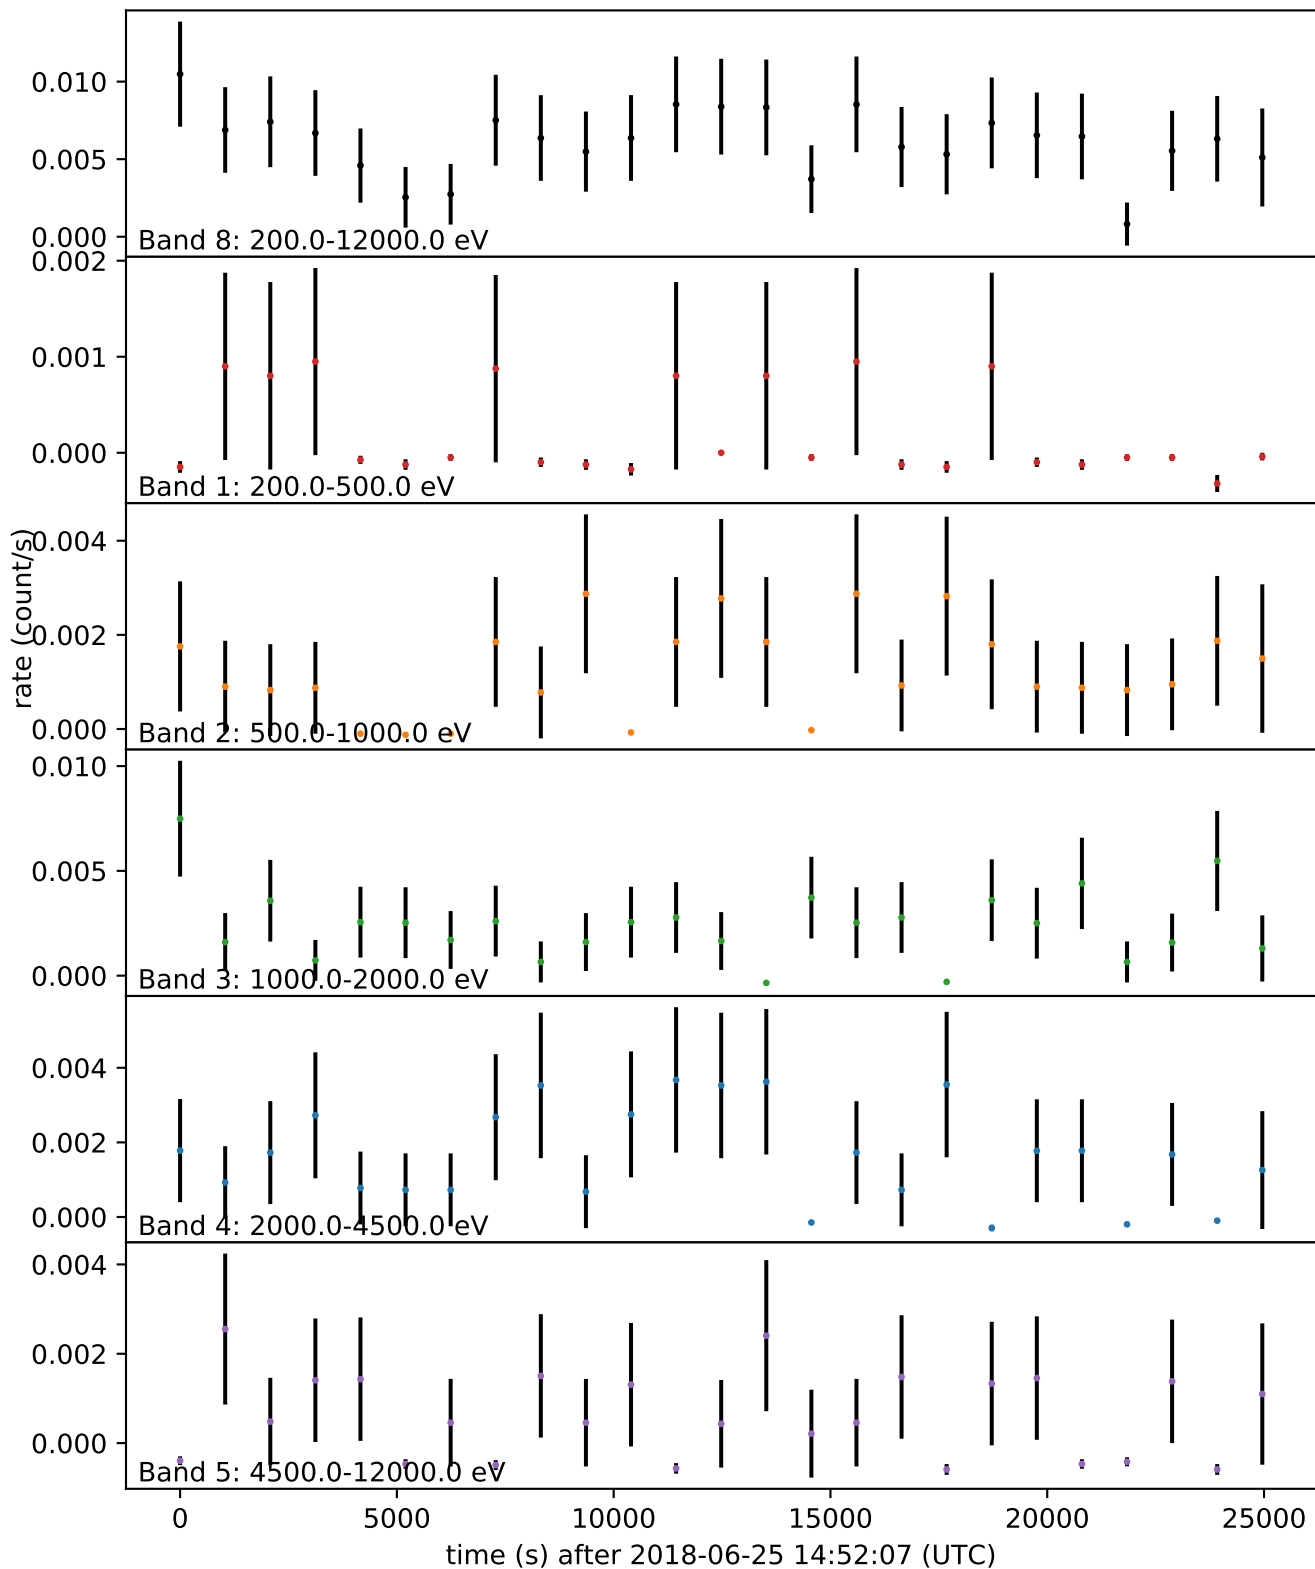 0.010
0.005
0.000
Band 8: 200.0-12000.0 eV
0.002
0.001
0.000
Band 1: 200.0-500.0 eV
rate (count/s)
0.004
0.002
0.000
Band 2: 500.0-1000.0 eV
0.010
0.005
0.000
Band 3: 1000.0-2000.0 eV
0.004
0.002
0.000
Band 4: 2000.0-4500.0 eV
0.004
0.002
0.000
Band 5: 4500.0-12000.0 eV
0 5000 10000 15000 20000 25000
time (s) after 2018-06-25 14:52:07 (UTC)